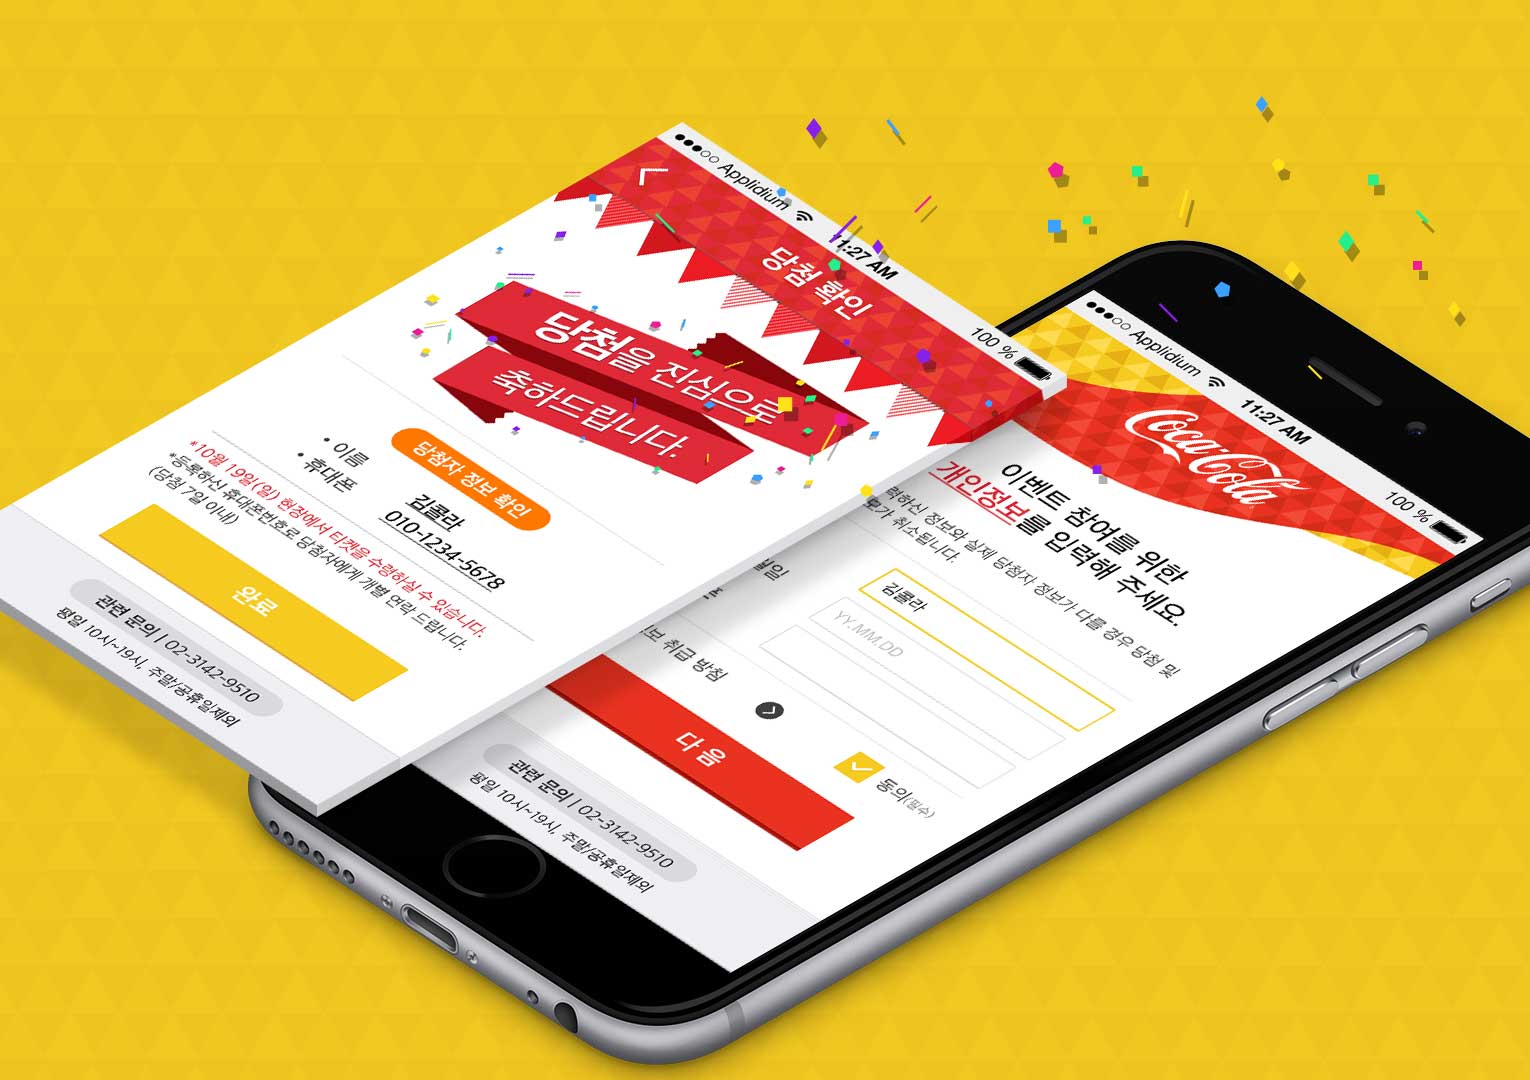 Applidium
11:27 AM
100 %
당첨 확인
당첨을 진심으로
축하드립니다.
당첨자 정보 확인
• 이름 김콜라
• 휴대폰 010-1234-5678
*10월 19일(일) 현장에서 티켓을 수령하실 수 있습니다.
*등록하신 휴대폰번호로 당첨자에게 개별 연락 드립니다.
(당첨 7일 이내)
완료
관련 문의 | 02-3142-9510
평일 10시~19시, 주말/공휴일제외
Applidium
11:27 AM
100 %
Coca-Cola
이벤트 참여를 위한
개인정보를 입력해 주세요.
력하신 정보와 실제 당첨자 정보가 다를 경우 당첨 및
가 취소됩니다.
김콜라
월일
YY.MM.DD
보 취급 방침
동의(필수)
다음
관련 문의 | 02-3142-9510
평일 10시~19시, 주말/공휴일제외